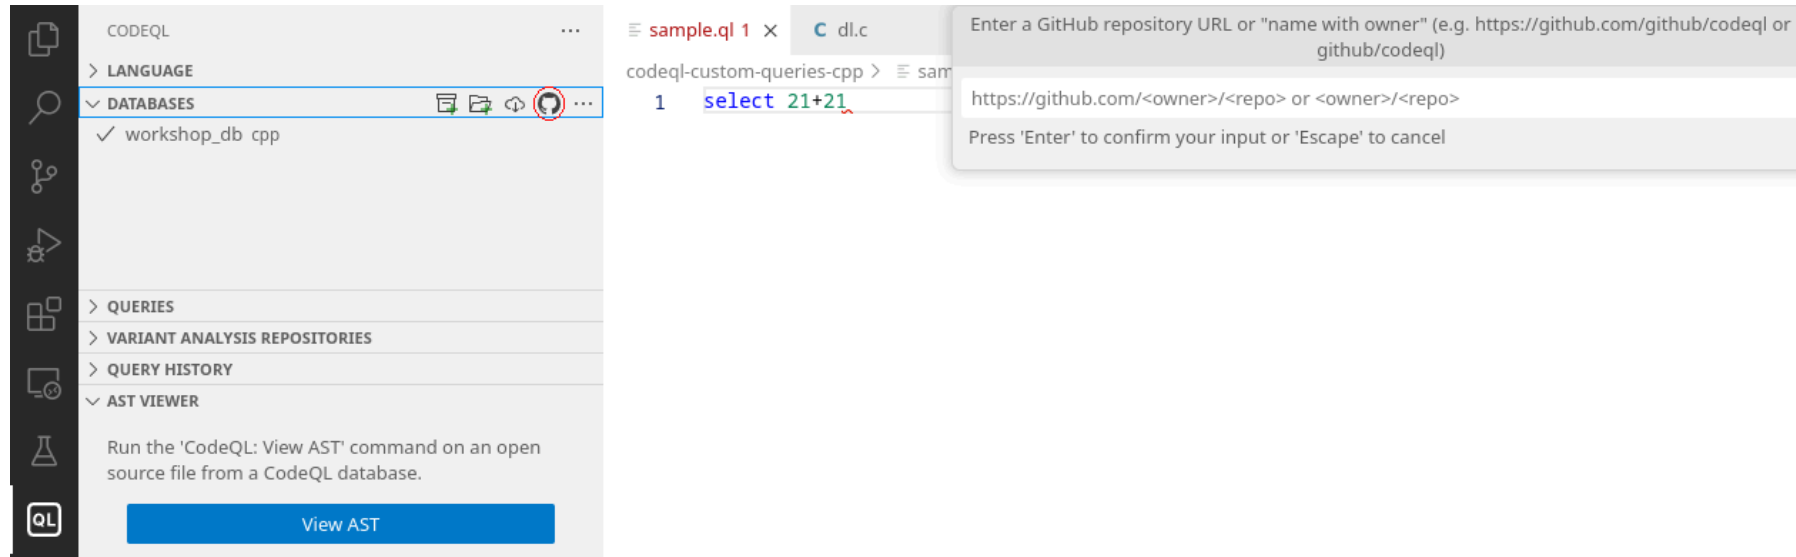 CODEQL
LANGUAGE
DATABASES
workshop_db cpp
QUERIES
VARIANT ANALYSIS REPOSITORIES
QUERY HISTORY
AST VIEWER
Run the 'CodeQL: View AST' command on an open
source file from a CodeQL database.
View AST
QL
sample.ql 1
C dl.c
codeql-custom-queries-cpp > sam
1 select 21+21
Enter a GitHub repository URL or "name with owner" (e.g. https://github.com/github/codeql or
github/codeql)
https://github.com/<owner>/<repo> or <owner>/<repo>
Press 'Enter' to confirm your input or 'Escape' to cancel